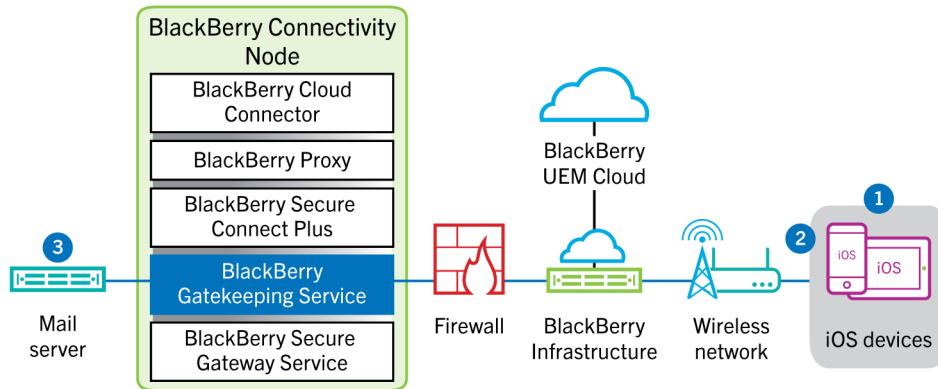 BlackBerry Connectivity
Node
BlackBerry Cloud
Connector
BlackBerry Proxy
BlackBerry Secure
Connect Plus
BlackBerry
Gatekeeping Service
BlackBerry Secure
Gateway Service
3
Mail
server
Firewall
BlackBerry
UEM Cloud
BlackBerry
Infrastructure
Wireless
network
2
1
iOS
iOS
iOS devices